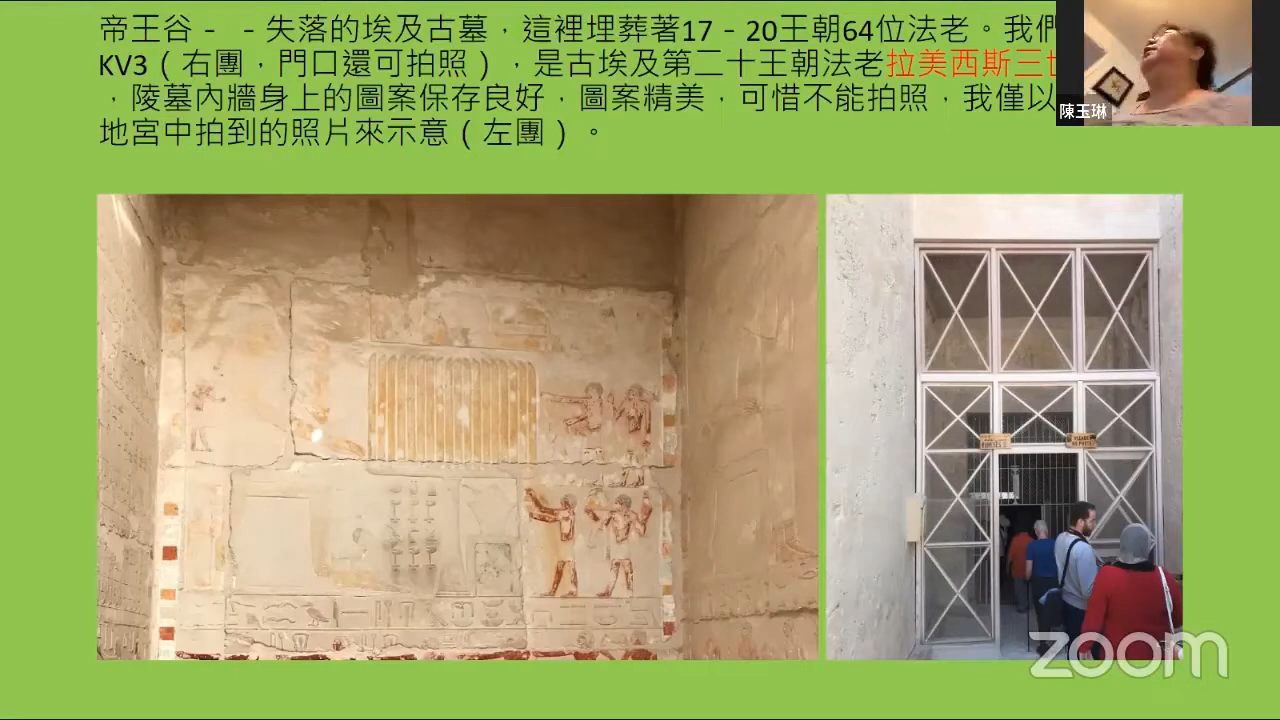 帝王谷－ －失落的埃及古墓，這裡埋葬著17－20王朝64位法老。我們
KV3（右團，門口還可拍照），是古埃及第二十王朝法老拉美西斯三
，陵墓內牆身上的圖案保存良好，圖案精美，可惜不能拍照，我僅以
地宮中拍到的照片來示意（左團）。
陳玉琳
zoom